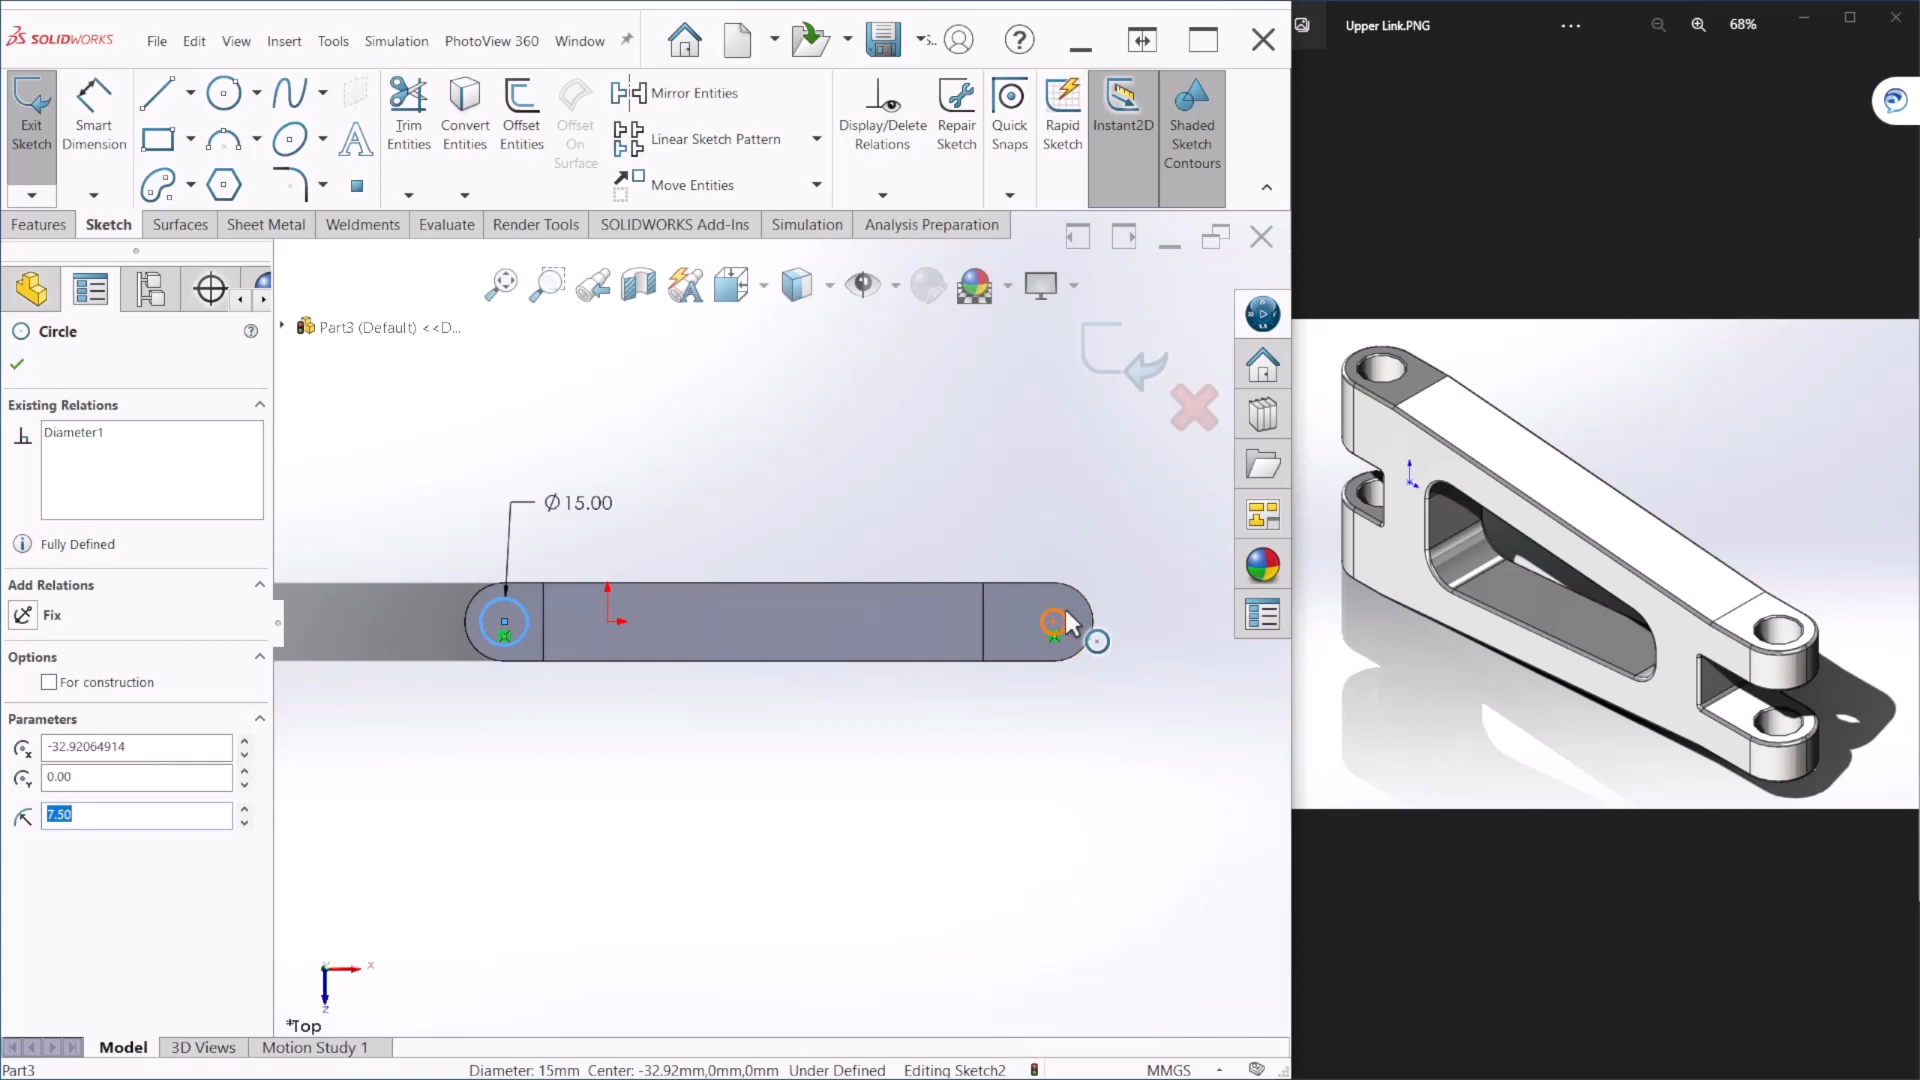 SOLIDWORKS
File Edit View Insert Tools Simulation PhotoView 360 Window
S..
Upper Link.PNG
68%
Exit Sketch
Smart Dimension
Trim Entities
Convert Entities
Offset Entities
Offset On Surface
Mirror Entities
Linear Sketch Pattern
Move Entities
Display/Delete Relations
Repair Sketch
Quick Snaps
Rapid Sketch
Instant2D
Shaded Sketch Contours
Features Sketch Surfaces Sheet Metal Weldments Evaluate Render Tools SOLIDWORKS Add-Ins Simulation Analysis Preparation
Part3 (Default) <<D...
Circle
Existing Relations
Diameter1
Fully Defined
Add Relations
Fix
Options
For construction
Parameters
-32.92064914
0.00
7.50
Ø15.00
x
Y
Z
*Top
Model 3D Views Motion Study 1
Part3
Diameter: 15mm Center: -32.92mm,0mm,0mm Under Defined Editing Sketch2 MMGS